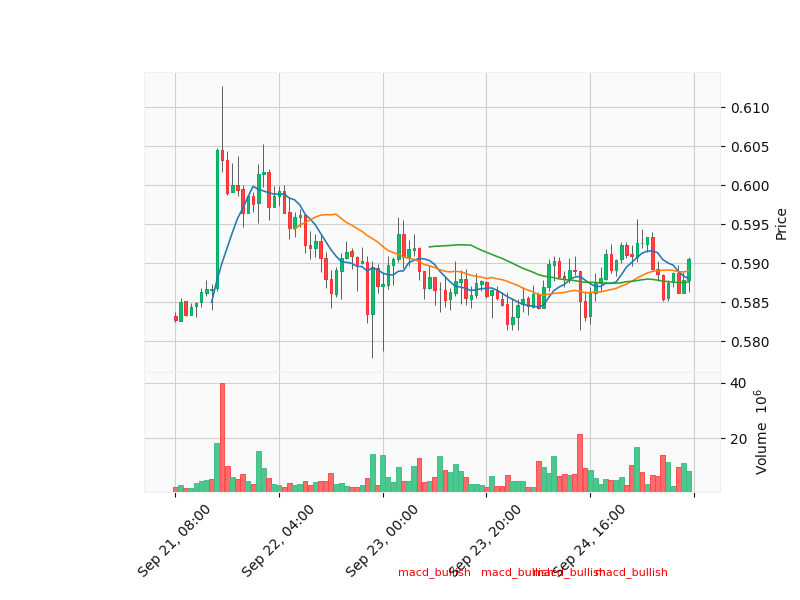 0.610
0.605
0.600
0.595
0.590
0.585
0.580
Price
40
20
Volume 10^6
Sep 21, 08:00
Sep 22, 04:00
Sep 23, 00:00
Sep 23, 20:00
Sep 24, 16:00
macd_bullish
macd_bullish
macd_bullish
macd_bullish